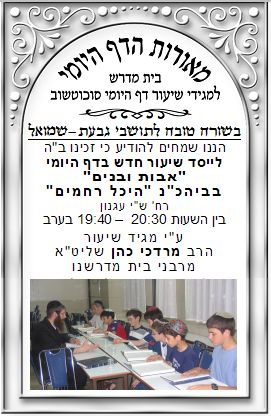 מאורות הדף היומי
בית מדרש
למגידי שיעור דף היומי סוכוטשוב
בשורה טובה לתושבי גבעת –שמואל
הננו שמחים להודיע כי זכינו ב"ה
לייסד שיעור חדש בדף היומי
"אבות ובנים"
בביהכ"נ "היכל רחמים"
רח' ש"י עגנון
בין השעות 20:30 – 19:40 בערב
ע"י מגיד שיעור
הרב מרדכי כהן שליט"א
מרבני בית מדרשנו